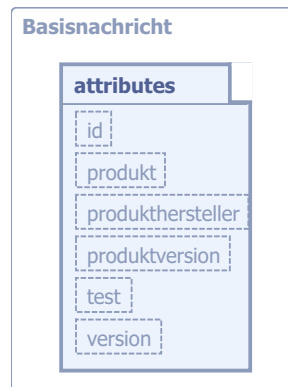 Basisnachricht
attributes
id
produkt
produkthersteller
produktversion
test
version